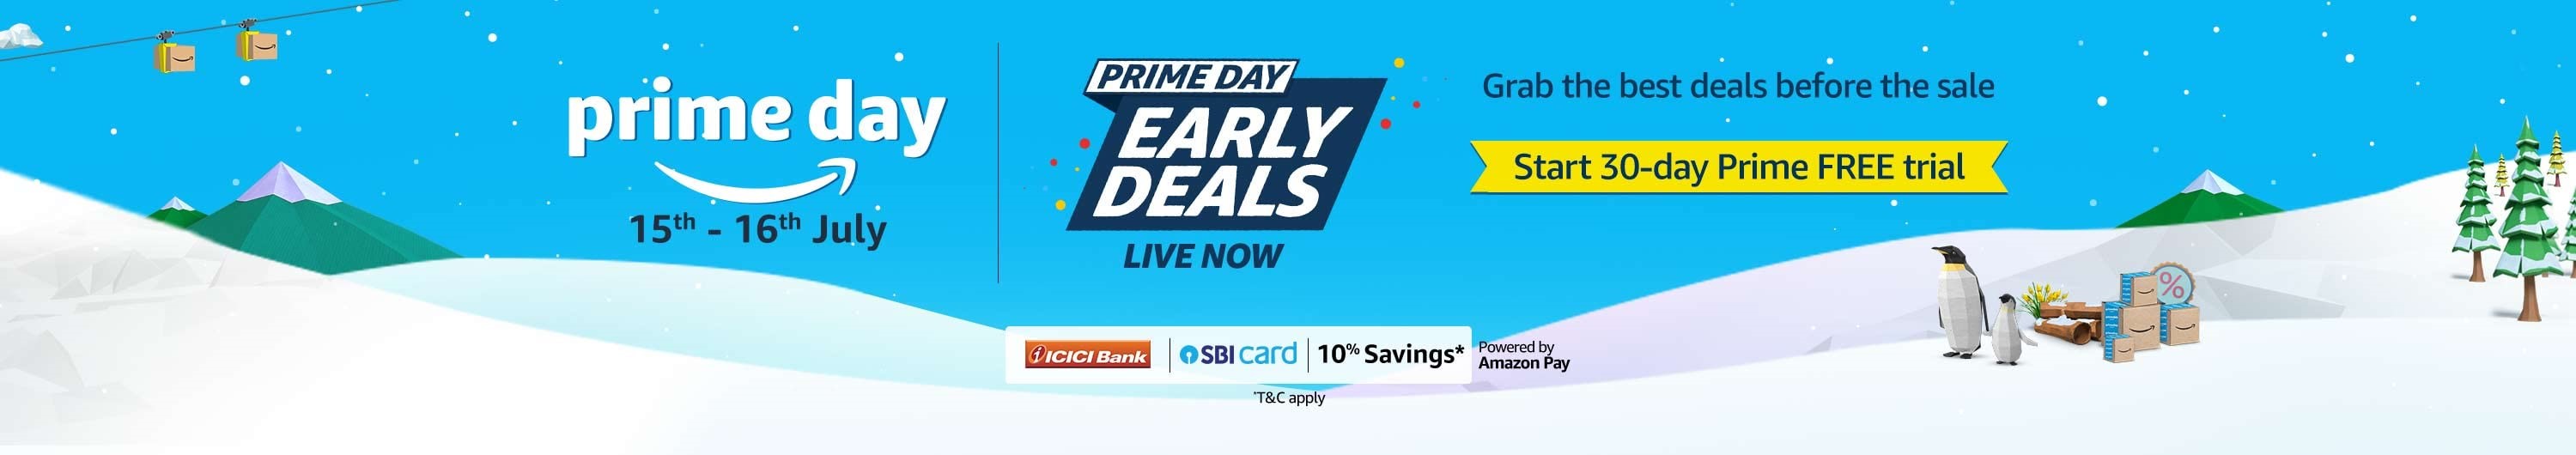 prime day
15th - 16th July
PRIME DAY
EARLY
DEALS
LIVE NOW
Grab the best deals before the sale
Start 30-day Prime FREE trial
%
i ICICI Bank
SBI card
10% Savings*
Powered by
Amazon Pay
*T&C apply